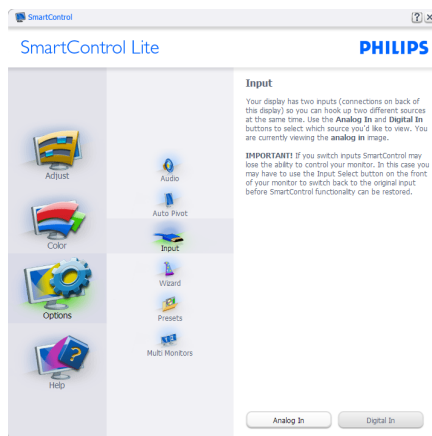 SmartControl
SmartControl Lite
PHILIPS
Adjust
Color
Options
Help
Audio
Auto Pivot
Input
Wizard
Presets
Multi Monitors
Input
Your display has two inputs (connections on back of
this display) so you can hook up two different sources
at the same time. Use the Analog In and Digital In
buttons to select which source you'd like to view. You
are currently viewing the analog in image.
IMPORTANT! If you switch inputs SmartControl may
lose the ability to control your monitor. In this case you
may have to use the Input Select button on the front
of your monitor to switch back to the original input
before SmartControl functionality can be restored.
Analog In
Digital In